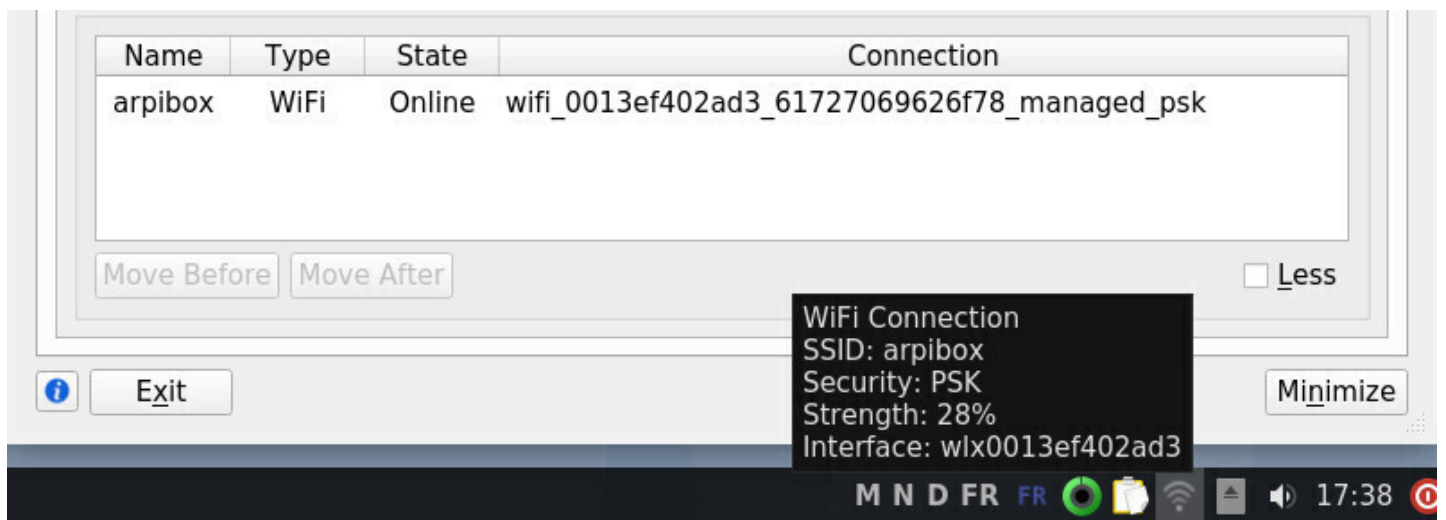 Name Type State Connection
arpibox WiFi Online wifi_0013ef402ad3_61727069626f78_managed_psk
Move Before Move After Less
WiFi Connection
SSID: arpibox
Security: PSK
Strength: 28%
Interface: wlx0013ef402ad3
Exit Minimize
M N D FR FR 17:38